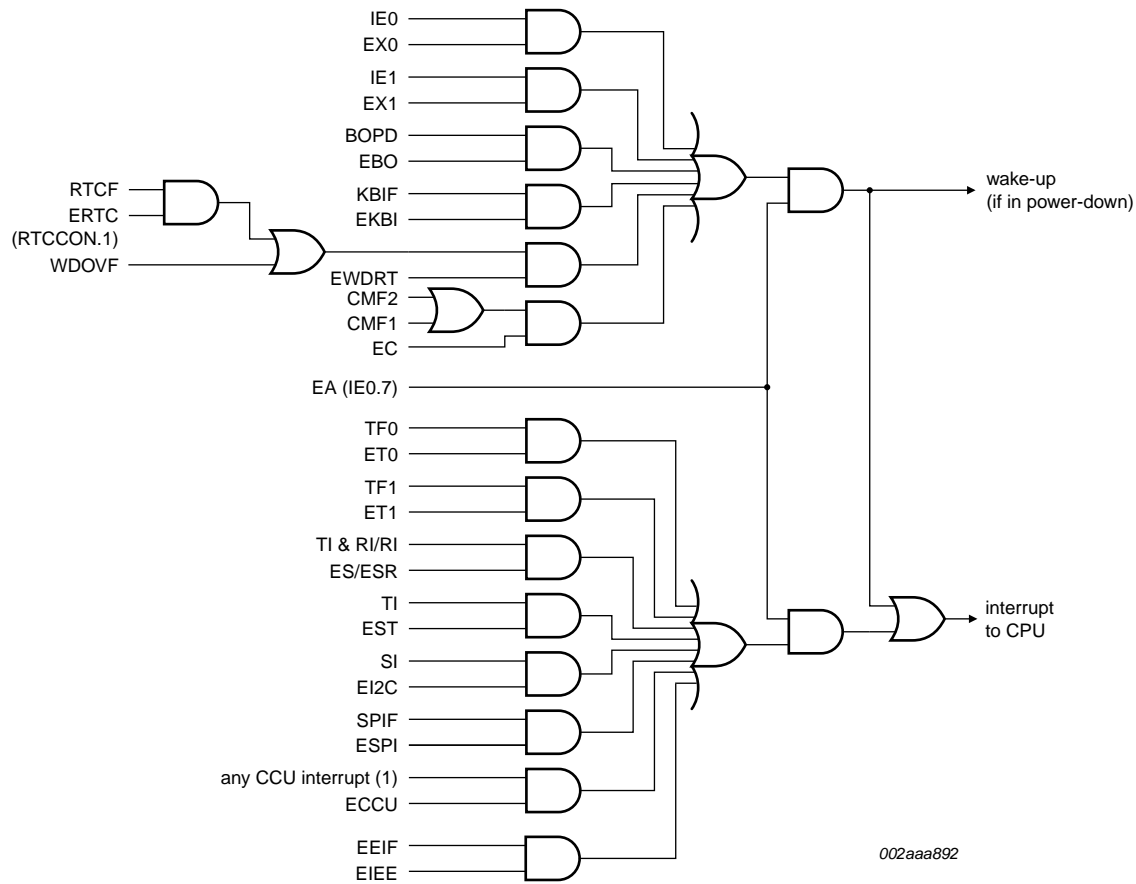 IE0
EX0
IE1
EX1
BOPD
EBO
KBIF
EKBI
RTCF
ERTC
(RTCCON.1)
WDOVF
EWDRT
CMF2
CMF1
EC
EA (IE0.7)
wake-up
(if in power-down)
TF0
ET0
TF1
ET1
TI & RI/RI
ES/ESR
TI
EST
SI
EI2C
SPIF
ESPI
any CCU interrupt (1)
ECCU
EEIF
EIEE
interrupt
to CPU
002aaa892